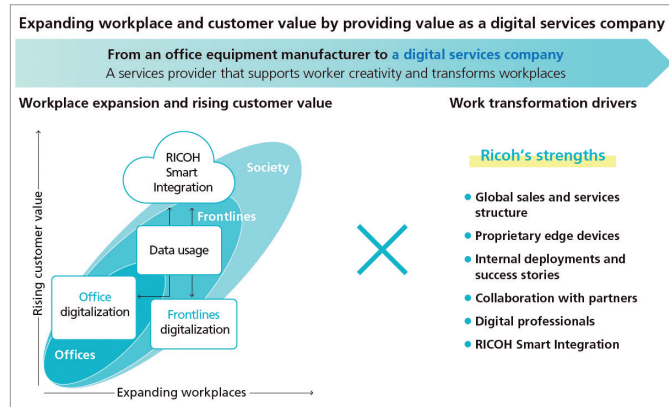 Expanding workplace and customer value by providing value as a digital services company
From an office equipment manufacturer to a digital services company
A services provider that supports worker creativity and transforms workplaces
Workplace expansion and rising customer value
Work transformation drivers
Rising customer value
RICOH
Smart
Integration
Society
Frontlines
Data usage
Office
digitalization
Frontlines
digitalization
Offices
Expanding workplaces
Ricoh’s strengths
Global sales and services
structure
Proprietary edge devices
Internal deployments and
success stories
Collaboration with partners
Digital professionals
RICOH Smart Integration